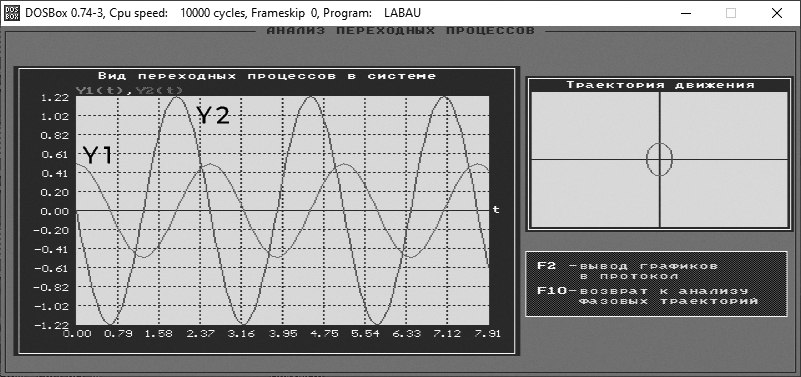 DOSBox 0.74-3, Cpu speed: 10000 cycles, Frameskip 0, Program: LABAU
АНАЛИЗ ПЕРЕХОДНЫХ ПРОЦЕССОВ
Вид переходных процессов в системе
Y1(t),Y2(t)
Y1
Y2
1.22
1.02
0.82
0.61
0.41
0.20
0.00
-0.20
-0.41
-0.61
-0.82
-1.02
-1.22
t
0.00 0.79 1.58 2.37 3.16 3.95 4.75 5.54 6.33 7.12 7.91
Траектория движения
F2 -вывод графиков
в протокол
F10-возврат к анализу
фазовых траекторий